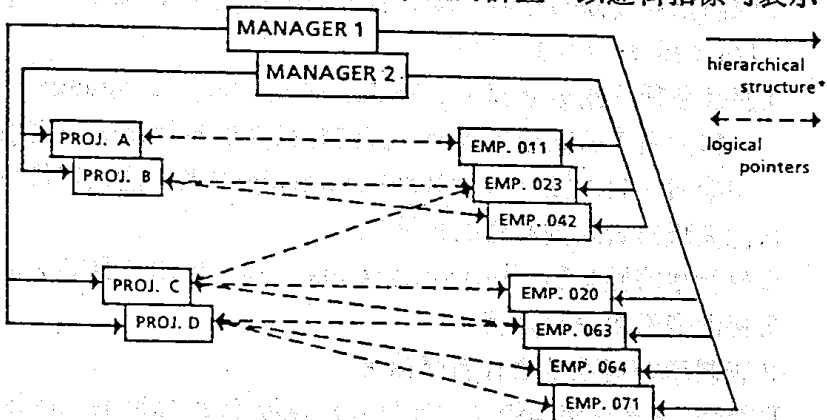 MANAGER 1
MANAGER 2
hierarchical
structure*
logical
pointers
PROJ. A
PROJ. B
EMP. 011
EMP. 023
EMP. 042
PROJ. C
PROJ. D
EMP. 020
EMP. 063
EMP. 064
EMP. 071